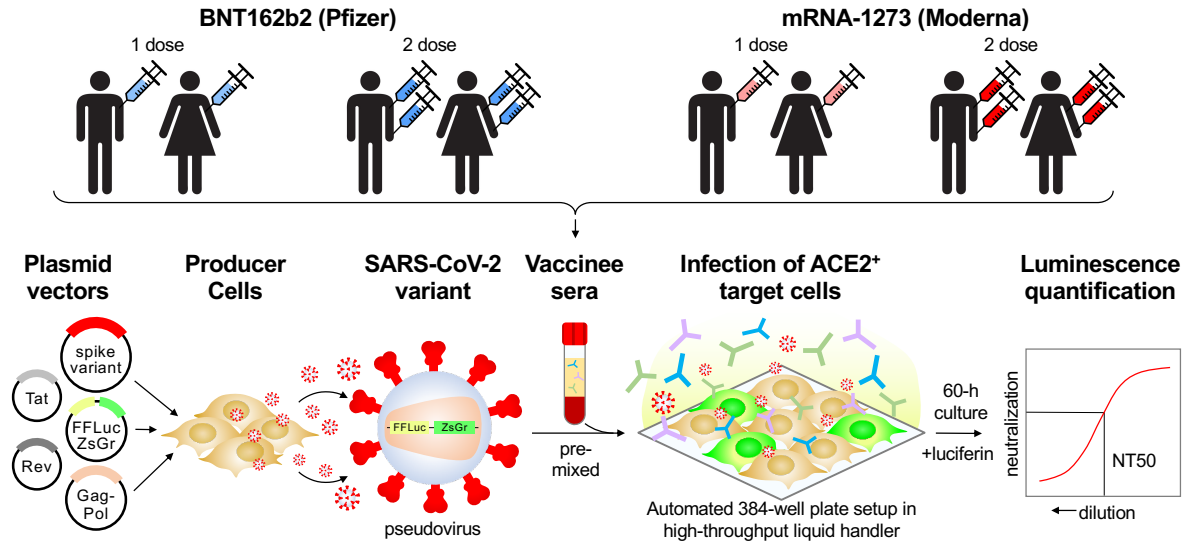 BNT162b2 (Pfizer)
mRNA-1273 (Moderna)
1 dose
2 dose
1 dose
2 dose
Plasmid
vectors
Producer
Cells
SARS-CoV-2
variant
Vaccinee
sera
Infection of ACE2⁺
target cells
Luminescence
quantification
spike
variant
Tat
FFLuc
ZsGr
Rev
Gag-
Pol
FFLuc
ZsGr
pseudovirus
pre-
mixed
Automated 384-well plate setup in
high-throughput liquid handler
60-h
culture
+luciferin
neutralization
NT50
dilution